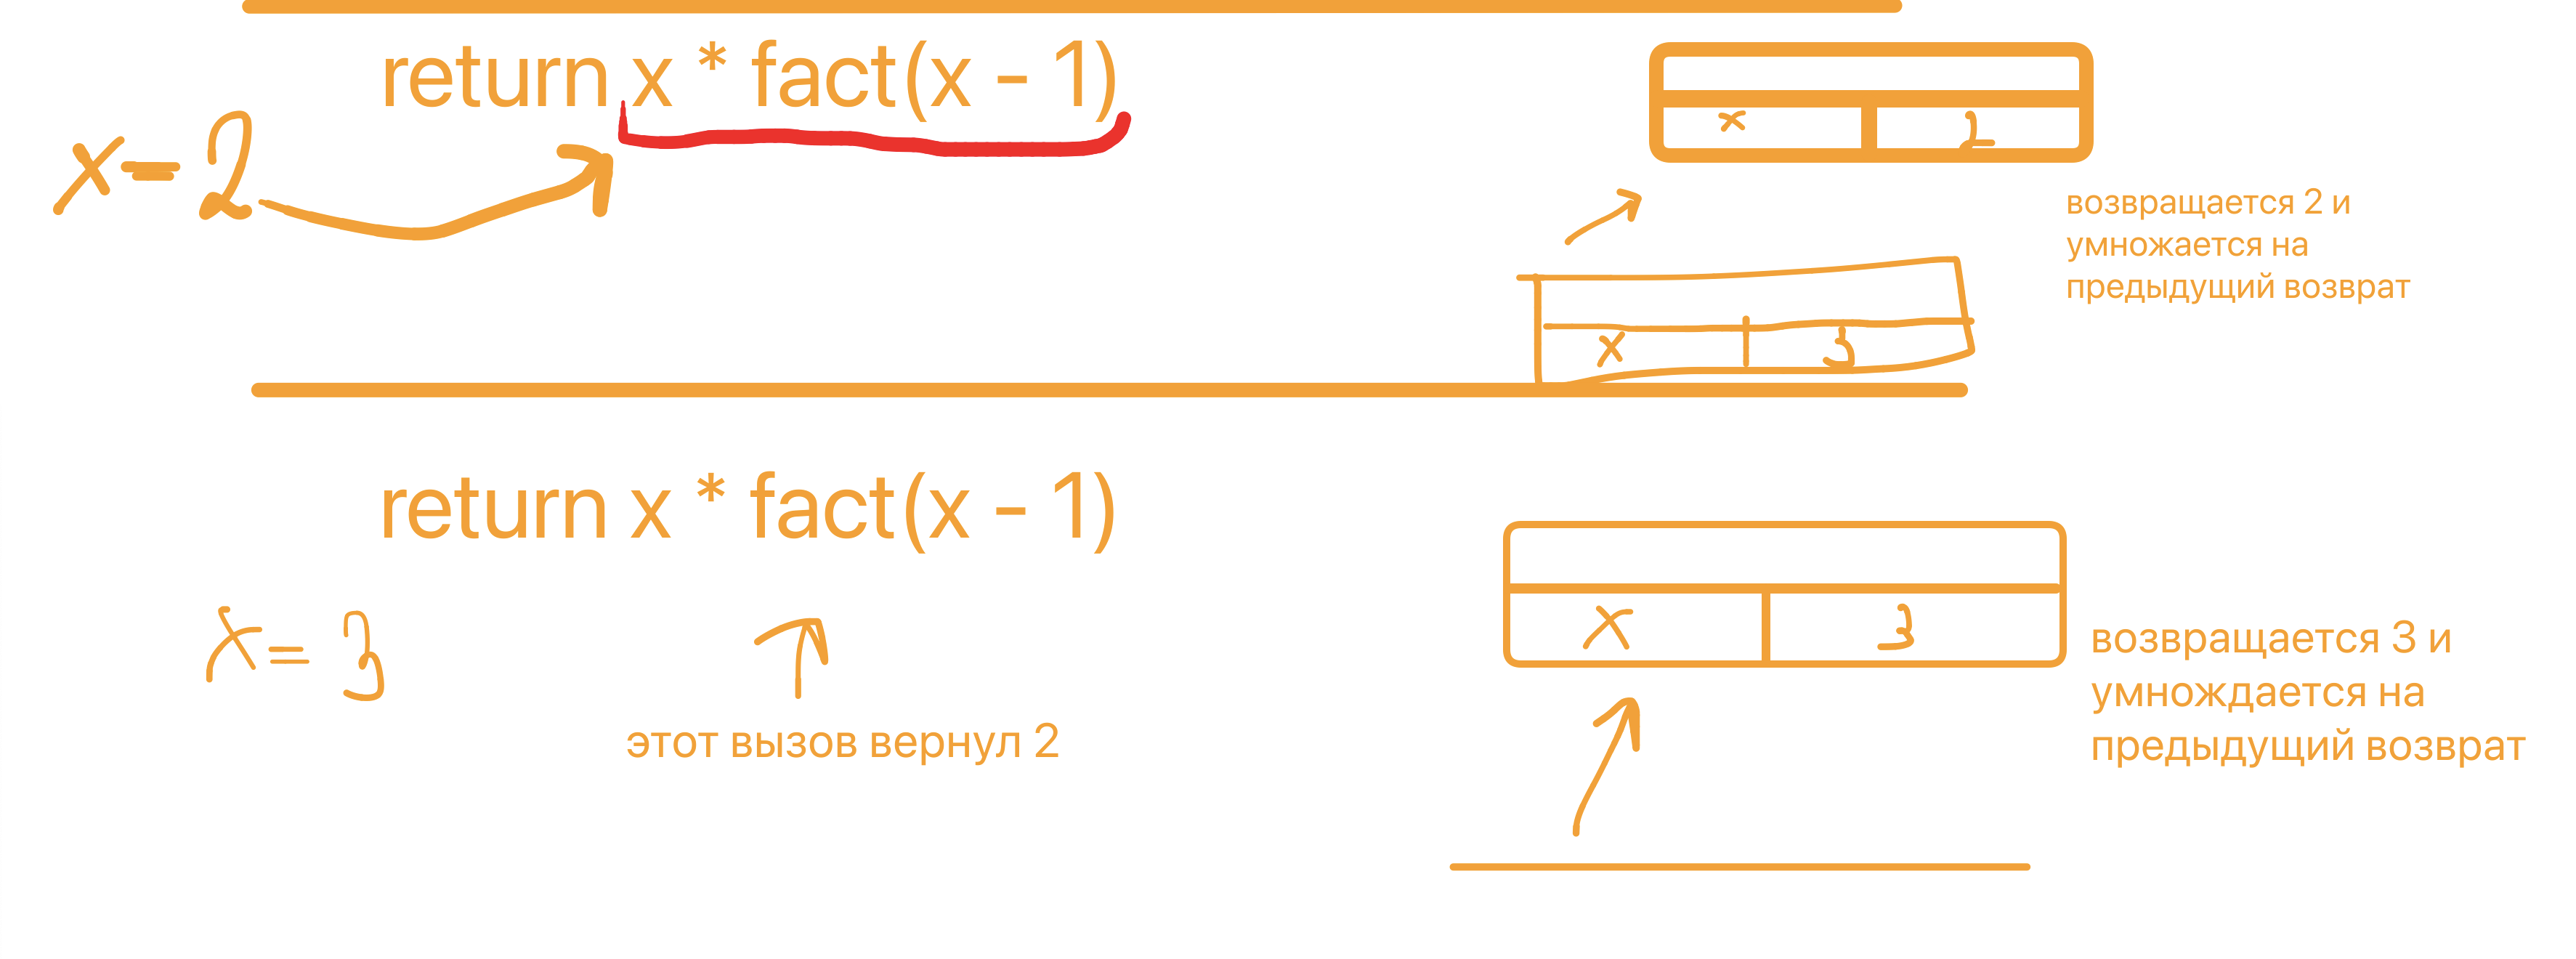 return x * fact(x - 1)
x 2
x=2
возвращается 2 и
умножается на
предыдущий возврат
x 3
return x * fact(x - 1)
x= 3
x 3
этот вызов вернул 2
возвращается 3 и
умнождается на
предыдущий возврат